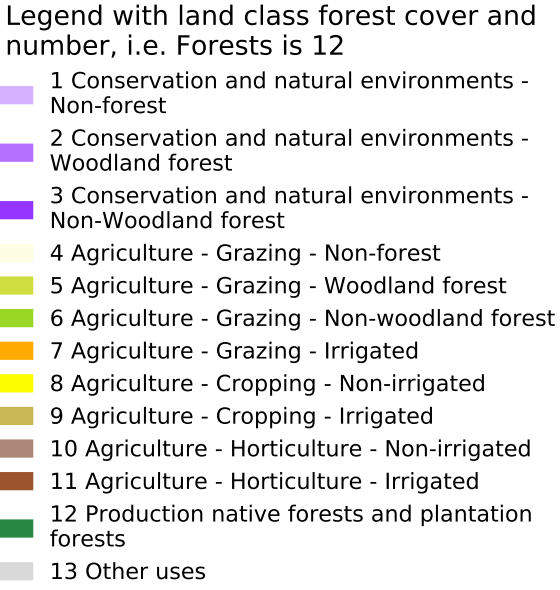 Legend with land class forest cover and
number, i.e. Forests is 12
1 Conservation and natural environments -
Non-forest
2 Conservation and natural environments -
Woodland forest
3 Conservation and natural environments -
Non-Woodland forest
4 Agriculture - Grazing - Non-forest
5 Agriculture - Grazing - Woodland forest
6 Agriculture - Grazing - Non-woodland forest
7 Agriculture - Grazing - Irrigated
8 Agriculture - Cropping - Non-irrigated
9 Agriculture - Cropping - Irrigated
10 Agriculture - Horticulture - Non-irrigated
11 Agriculture - Horticulture - Irrigated
12 Production native forests and plantation
forests
13 Other uses